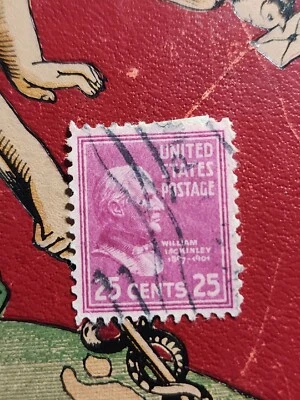 UNITED
STATES
POSTAGE
WILLIAM
McKINLEY
1897-1901
25 CENTS 25